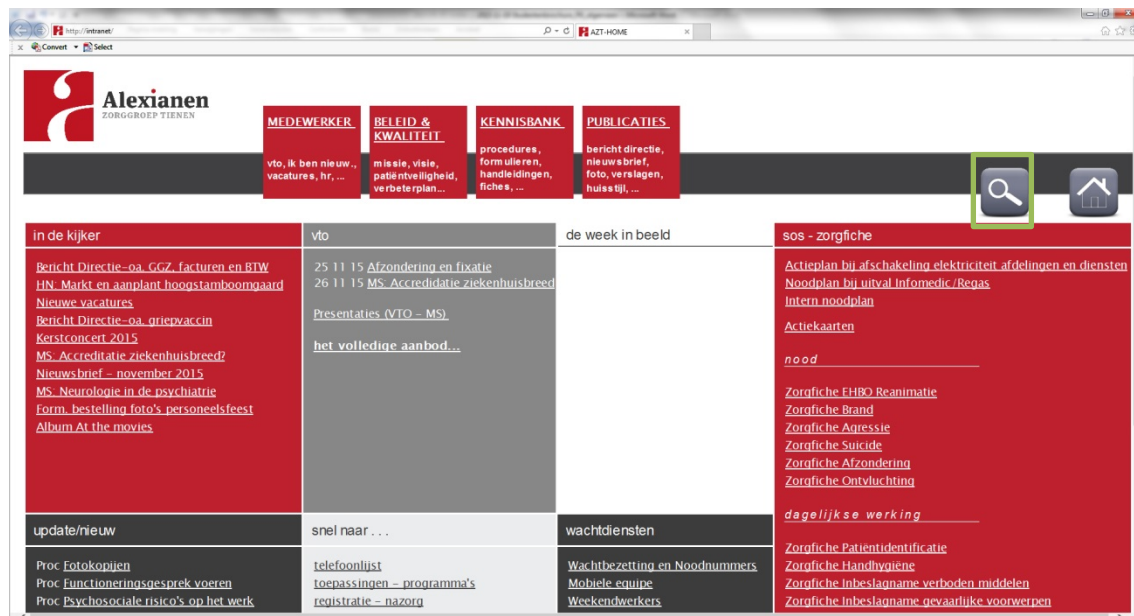 http://intranet/
AZT-HOME
x Convert Select
Alexianen
ZORGGROEP TIENEN
MEDEWERKER
vto, ik ben nieuw.,
vacatures, hr, ...
BELEID &
KWALITEIT
missie, visie,
patiëntveiligheid,
verbeterplan...
KENNISBANK
procedures,
formulieren,
handleidingen,
fiches, ...
PUBLICATIES
bericht directie,
nieuwsbrief,
foto, verslagen,
huisstijl, ...
in de kijker
Bericht Directie-oa. GGZ, facturen en BTW
HN: Markt en aanplant hoogstamboomgaard
Nieuwe vacatures
Bericht Directie-oa. griepvaccin
Kerstconcert 2015
MS: Accreditatie ziekenhuisbreed?
Nieuwsbrief - november 2015
MS: Neurologie in de psychiatrie
Form. bestelling foto's personeelsfeest
Album At the movies
vto
25 11 15 Afzondering en fixatie
26 11 15 MS: Accredidatie ziekenhuisbreed
Presentaties (VTO - MS)
het volledige aanbod...
de week in beeld
sos - zorgfiche
Actieplan bij afschakeling elektriciteit afdelingen en diensten
Noodplan bij uitval Infomedic/Regas
Intern noodplan
Actiekaarten
nood
Zorgfiche EHBO Reanimatie
Zorgfiche Brand
Zorgfiche Agressie
Zorgfiche Suicide
Zorgfiche Afzondering
Zorgfiche Ontvluchting
dagelijkse werking
Zorgfiche Patiëntidentificatie
Zorgfiche Handhygiëne
Zorgfiche Inbeslagname verboden middelen
Zorgfiche Inbeslagname gevaarlijke voorwerpen
update/nieuw
Proc Fotokopijen
Proc Functioneringsgesprek voeren
Proc Psychosociale risico's op het werk
snel naar . . .
telefoonlijst
toepassingen - programma's
registratie - nazorg
wachtdiensten
Wachtbezetting en Noodnummers
Mobiele equipe
Weekendwerkers